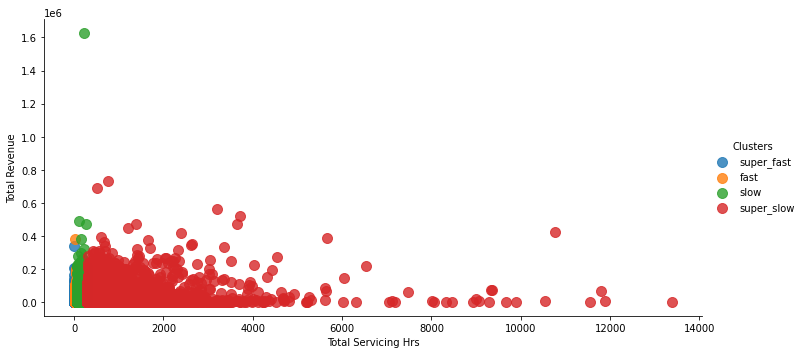 1e6
1.6
1.4
1.2
1.0
0.8
0.6
0.4
0.2
0.0
Total Revenue
0
2000
4000
6000
8000
10000
12000
14000
Total Servicing Hrs
Clusters
super_fast
fast
slow
super_slow